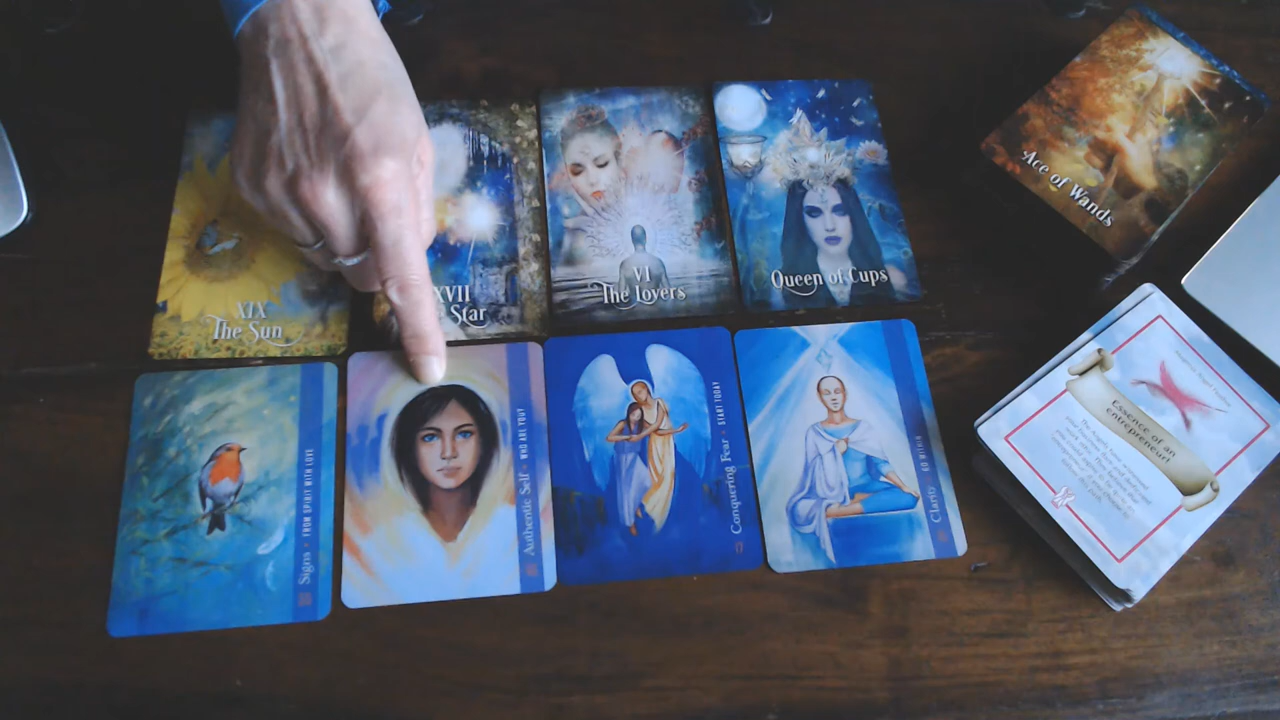 XIX
The Sun
XVII
Star
VI
The Lovers
Queen of Cups
Ace of Wands
Signs • FROM SPIRIT WITH LOVE
Authentic Self • WHO ARE YOU?
Conquering Fear • START TODAY
Clarity • GO WITHIN
Essence of an
entrepreneur!